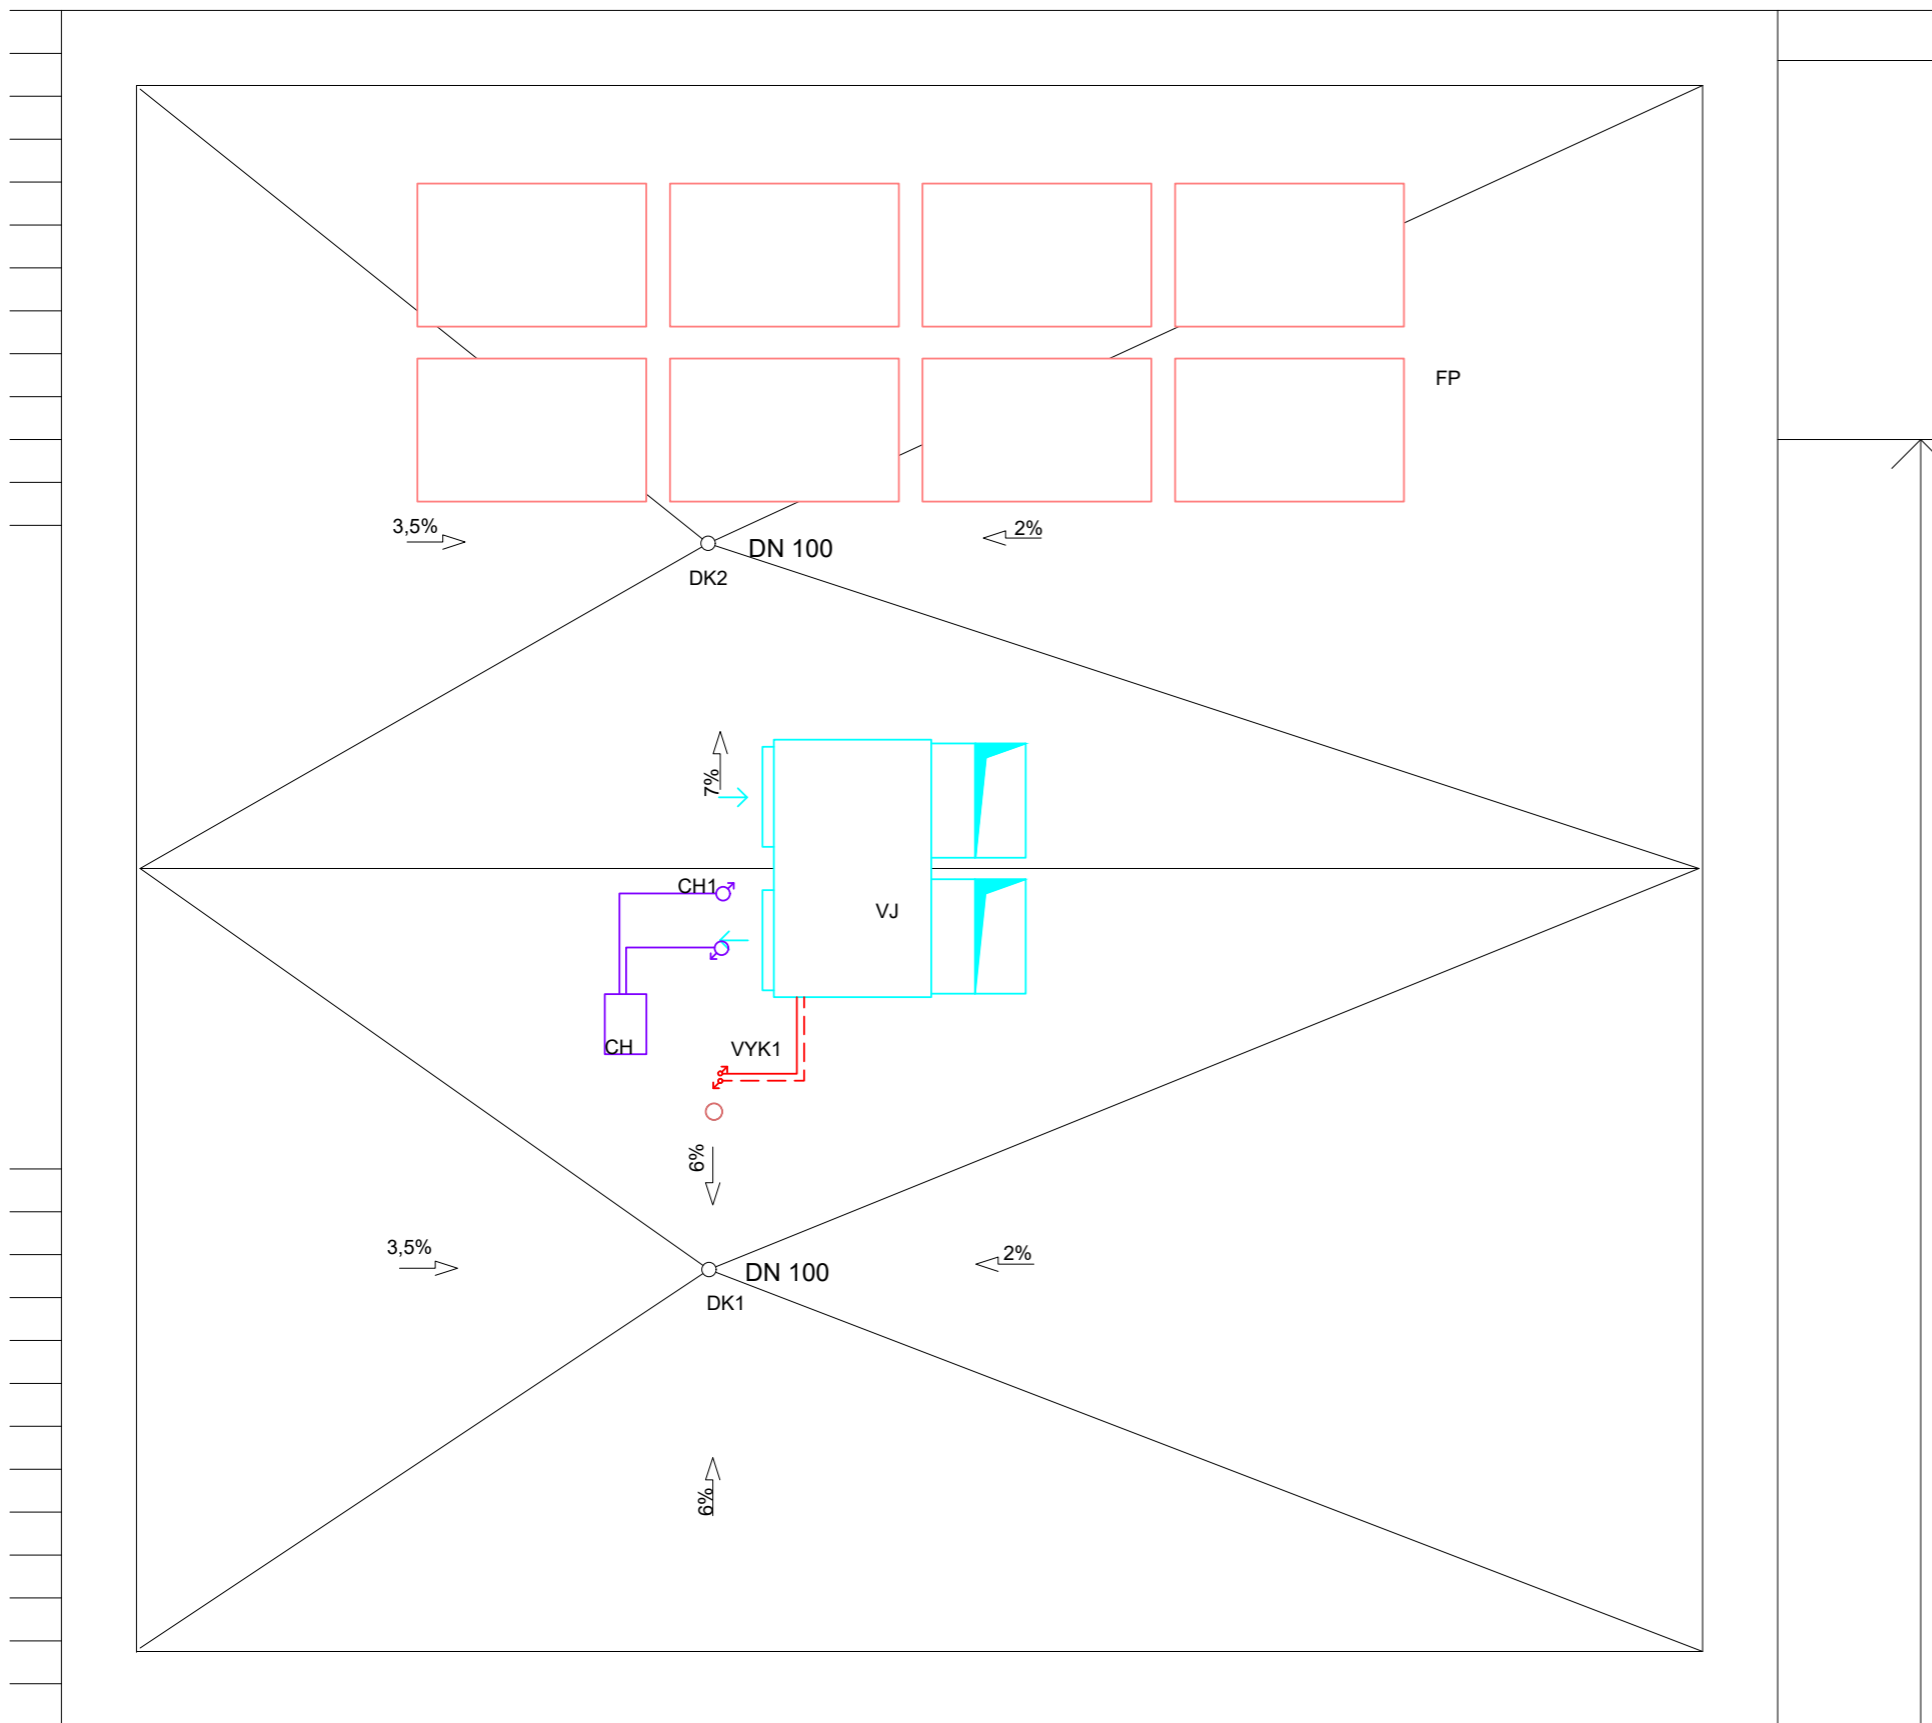 FP
3,5%
2%
DN 100
DK2
7%
CH1
VJ
CH
VYK1
6%
3,5%
2%
DN 100
DK1
6%